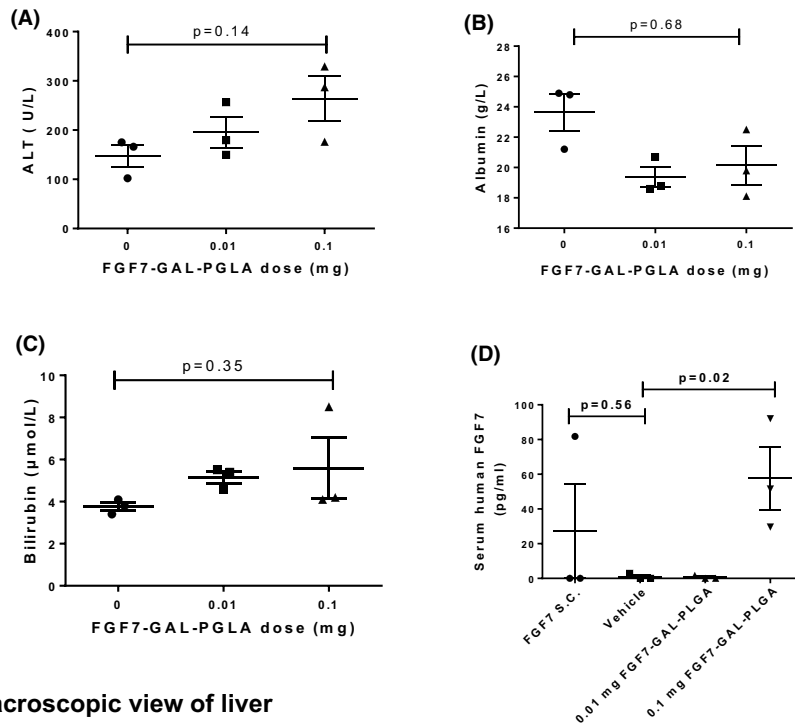 (A)
p=0.14
ALT ( U/L)
400
300
200
100
0
0 0.01 0.1
FGF7-GAL-PGLA dose (mg)
(B)
p=0.68
Albumin (g/L)
28
26
24
22
20
18
16
0 0.01 0.1
FGF7-GAL-PGLA dose (mg)
(C)
p=0.35
Bilirubin (µmol/L)
10
8
6
4
2
0
0 0.01 0.1
FGF7-GAL-PGLA dose (mg)
(D)
p=0.02
p=0.56
Serum human FGF7
(pg/ml)
100
80
60
40
20
0
FGF7 S.C.
Vehicle
0.01 mg FGF7-GAL-PLGA
0.1 mg FGF7-GAL-PLGA
acroscopic view of liver